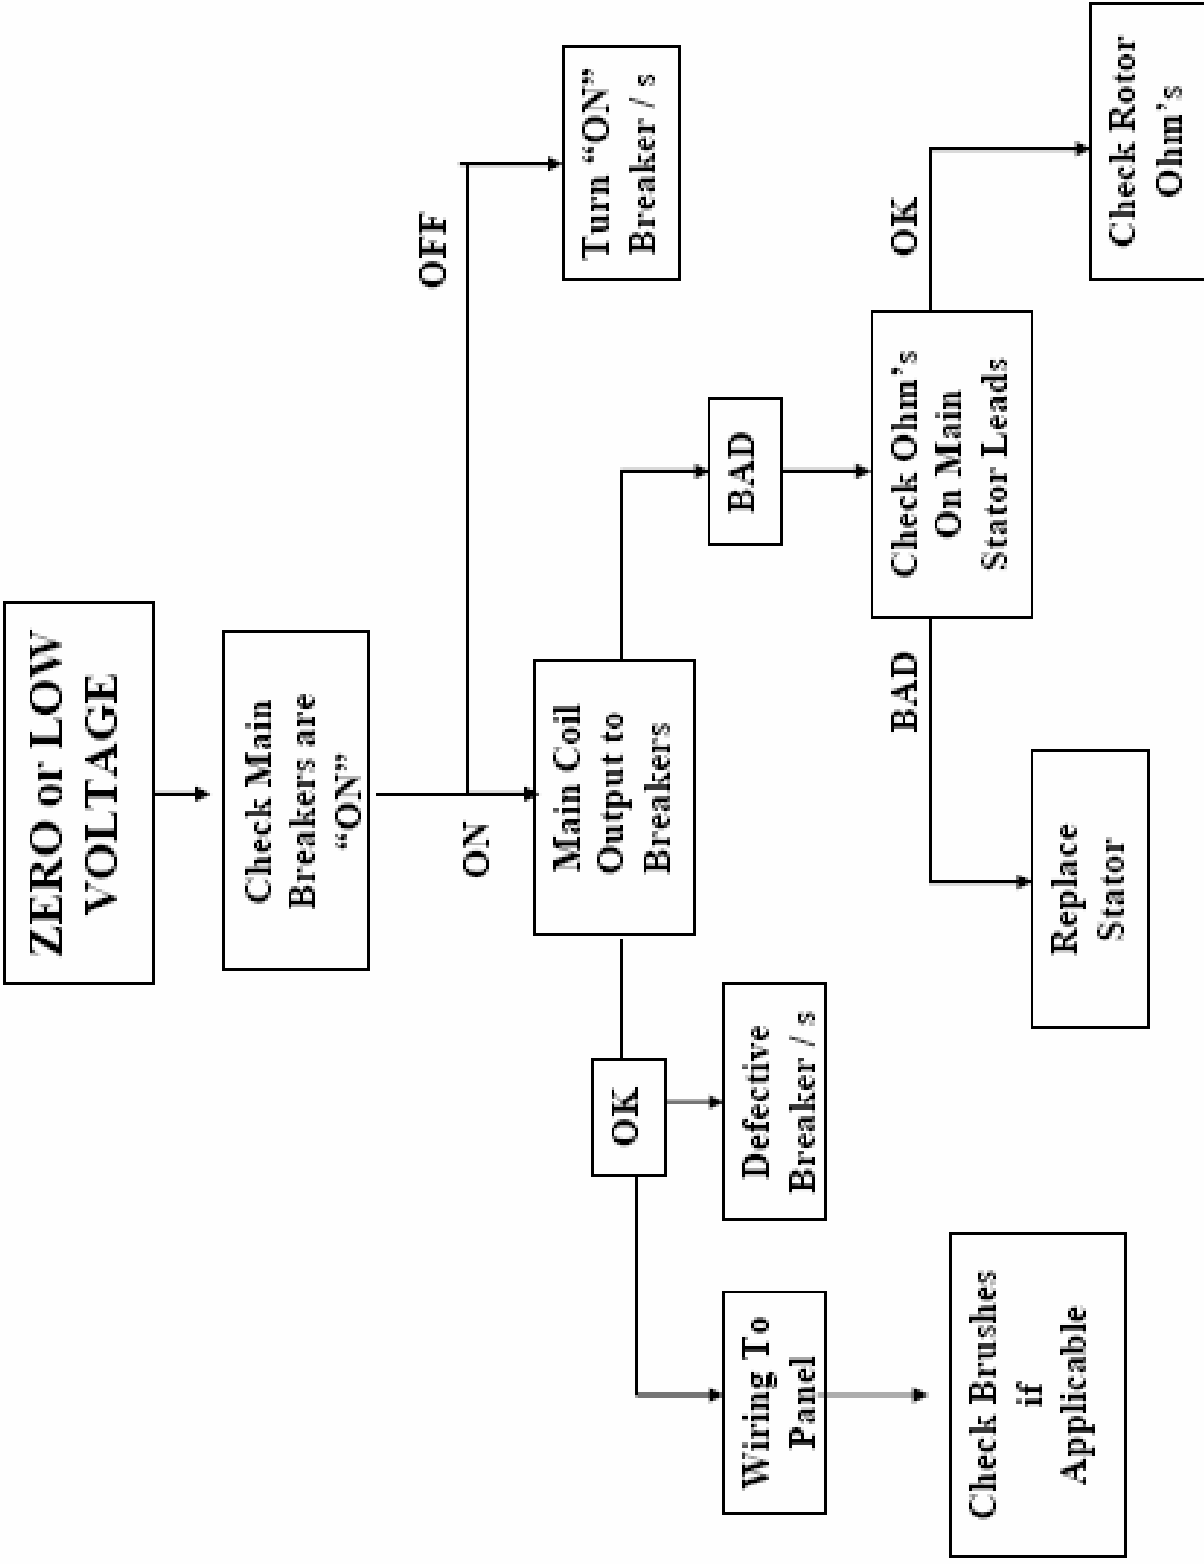 ZERO or LOW
VOLTAGE
Check Main
Breakers are
“ON”
OFF
ON
Turn “ON”
Breaker / s
Main Coil
Output to
Breakers
OK
BAD
Wiring To
Panel
Defective
Breaker / s
Check Ohm’s
On Main
Stator Leads
BAD
OK
Check Brushes
if
Applicable
Replace
Stator
Check Rotor
Ohm’s